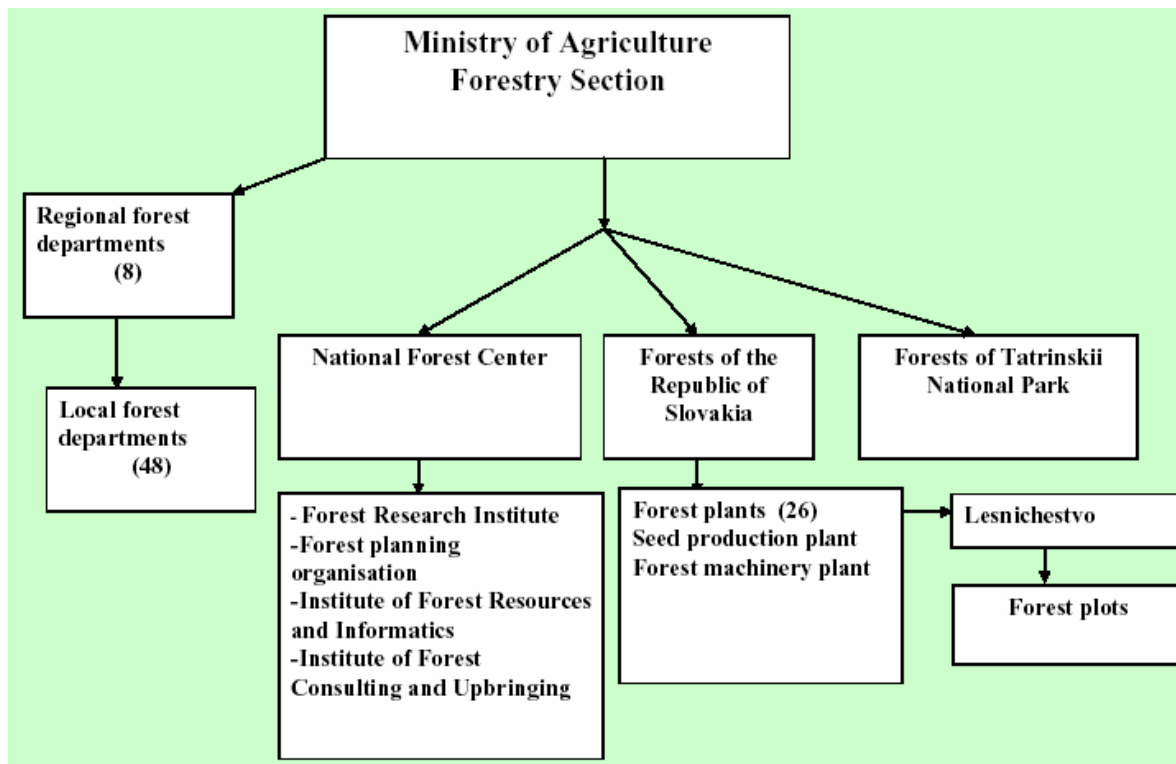 Ministry of Agriculture
Forestry Section
Regional forest
departments
(8)
Local forest
departments
(48)
National Forest Center
Forests of the
Republic of
Slovakia
Forests of Tatrinskii
National Park
- Forest Research Institute
-Forest planning
organisation
-Institute of Forest Resources
and Informatics
-Institute of Forest
Consulting and Upbringing
Forest plants (26)
Seed production plant
Forest machinery plant
Lesnichestvo
Forest plots